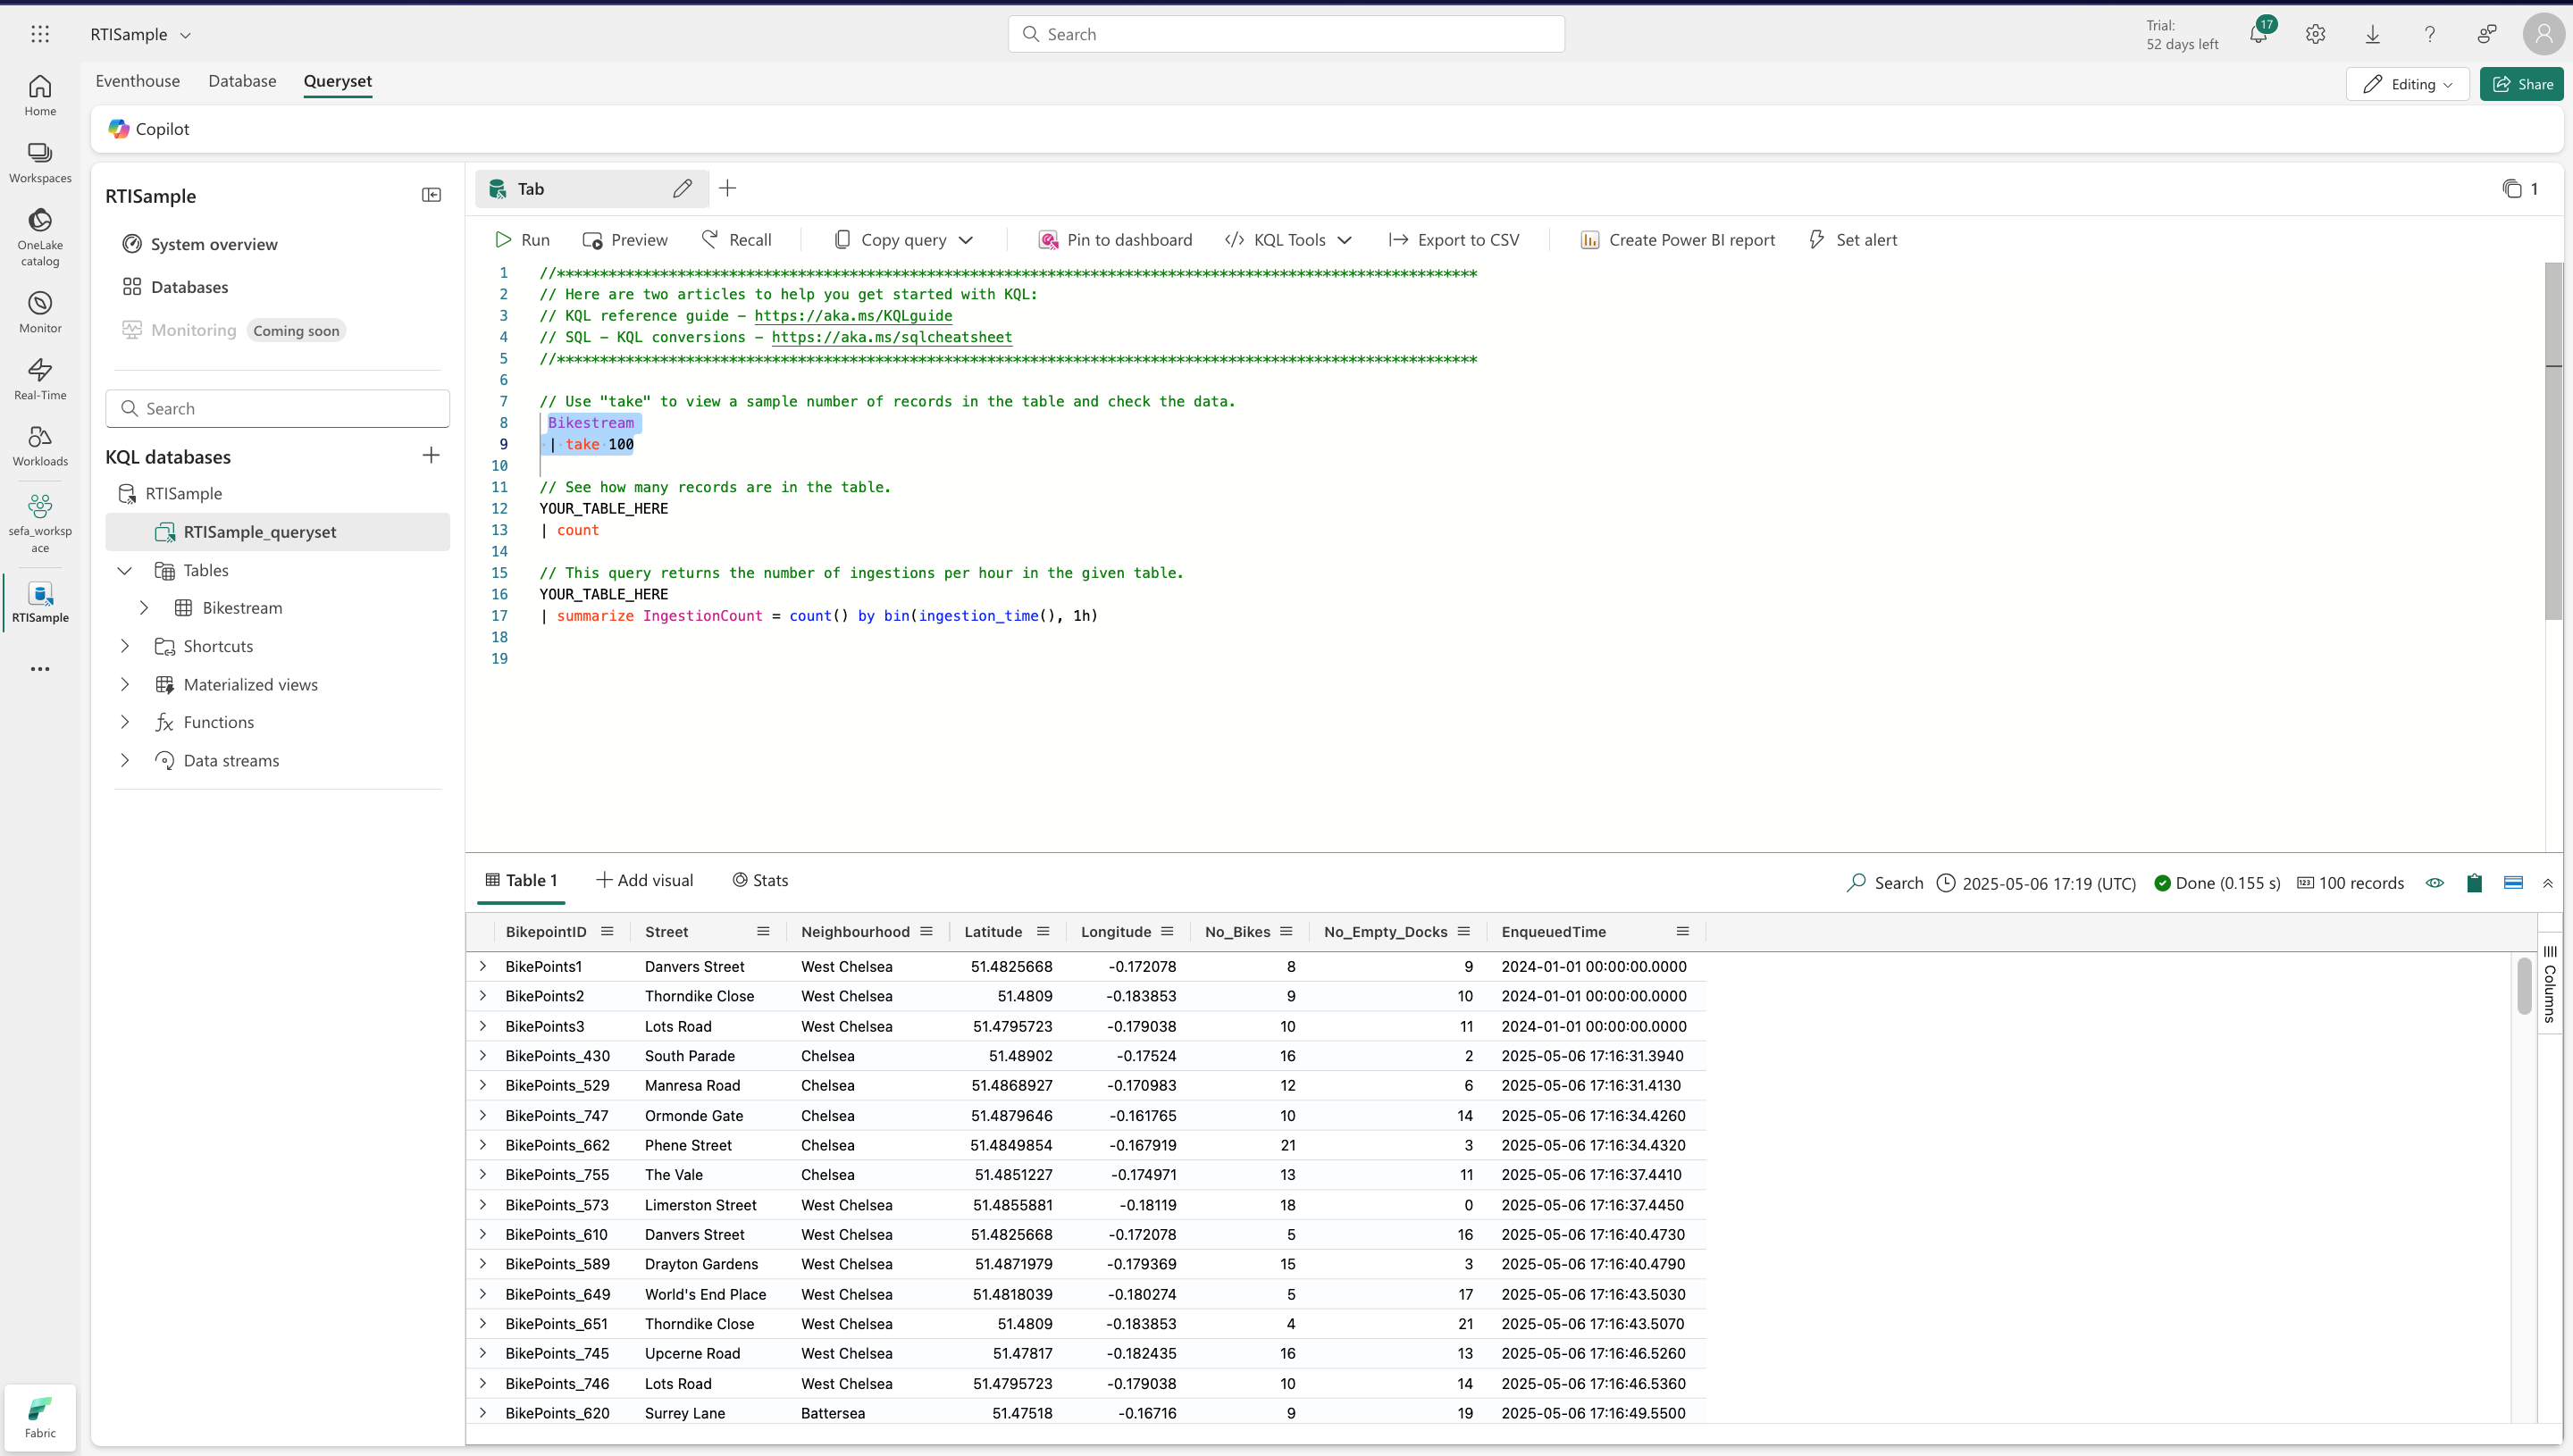 RTISample
Search
Trial:
52 days left
17
Home
Workspaces
OneLake
catalog
Monitor
Real-Time
Workloads
sefa_worksp
ace
RTISample
Fabric
Eventhouse Database Queryset
Editing
Share
Copilot
RTISample
System overview
Databases
Monitoring Coming soon
Search
KQL databases
RTISample
RTISample_queryset
Tables
Bikestream
Shortcuts
Materialized views
Functions
Data streams
Tab
1
Run Preview Recall Copy query Pin to dashboard KQL Tools Export to CSV Create Power BI report Set alert
1 //***********************************************************************************************************
2 // Here are two articles to help you get started with KQL:
3 // KQL reference guide - https://aka.ms/KQLguide
4 // SQL - KQL conversions - https://aka.ms/sqlcheatsheet
5 //***********************************************************************************************************
6
7 // Use "take" to view a sample number of records in the table and check the data.
8 Bikestream
9 | take 100
10
11 // See how many records are in the table.
12 YOUR_TABLE_HERE
13 | count
14
15 // This query returns the number of ingestions per hour in the given table.
16 YOUR_TABLE_HERE
17 | summarize IngestionCount = count() by bin(ingestion_time(), 1h)
18
19
Table 1 Add visual Stats
Search 2025-05-06 17:19 (UTC) Done (0.155 s) 123 100 records
BikepointID Street Neighbourhood Latitude Longitude No_Bikes No_Empty_Docks EnqueuedTime
BikePoints1 Danvers Street West Chelsea 51.4825668 -0.172078 8 9 2024-01-01 00:00:00.0000
BikePoints2 Thorndike Close West Chelsea 51.4809 -0.183853 9 10 2024-01-01 00:00:00.0000
BikePoints3 Lots Road West Chelsea 51.4795723 -0.179038 10 11 2024-01-01 00:00:00.0000
BikePoints_430 South Parade Chelsea 51.48902 -0.17524 16 2 2025-05-06 17:16:31.3940
BikePoints_529 Manresa Road Chelsea 51.4868927 -0.170983 12 6 2025-05-06 17:16:31.4130
BikePoints_747 Ormonde Gate Chelsea 51.4879646 -0.161765 10 14 2025-05-06 17:16:34.4260
BikePoints_662 Phene Street Chelsea 51.4849854 -0.167919 21 3 2025-05-06 17:16:34.4320
BikePoints_755 The Vale Chelsea 51.4851227 -0.174971 13 11 2025-05-06 17:16:37.4410
BikePoints_573 Limerston Street West Chelsea 51.4855881 -0.18119 18 0 2025-05-06 17:16:37.4450
BikePoints_610 Danvers Street West Chelsea 51.4825668 -0.172078 5 16 2025-05-06 17:16:40.4730
BikePoints_589 Drayton Gardens West Chelsea 51.4871979 -0.179369 15 3 2025-05-06 17:16:40.4790
BikePoints_649 World's End Place West Chelsea 51.4818039 -0.180274 5 17 2025-05-06 17:16:43.5030
BikePoints_651 Thorndike Close West Chelsea 51.4809 -0.183853 4 21 2025-05-06 17:16:43.5070
BikePoints_745 Upcerne Road West Chelsea 51.47817 -0.182435 16 13 2025-05-06 17:16:46.5260
BikePoints_746 Lots Road West Chelsea 51.4795723 -0.179038 10 14 2025-05-06 17:16:46.5360
BikePoints_620 Surrey Lane Battersea 51.47518 -0.16716 9 19 2025-05-06 17:16:49.5500
Columns